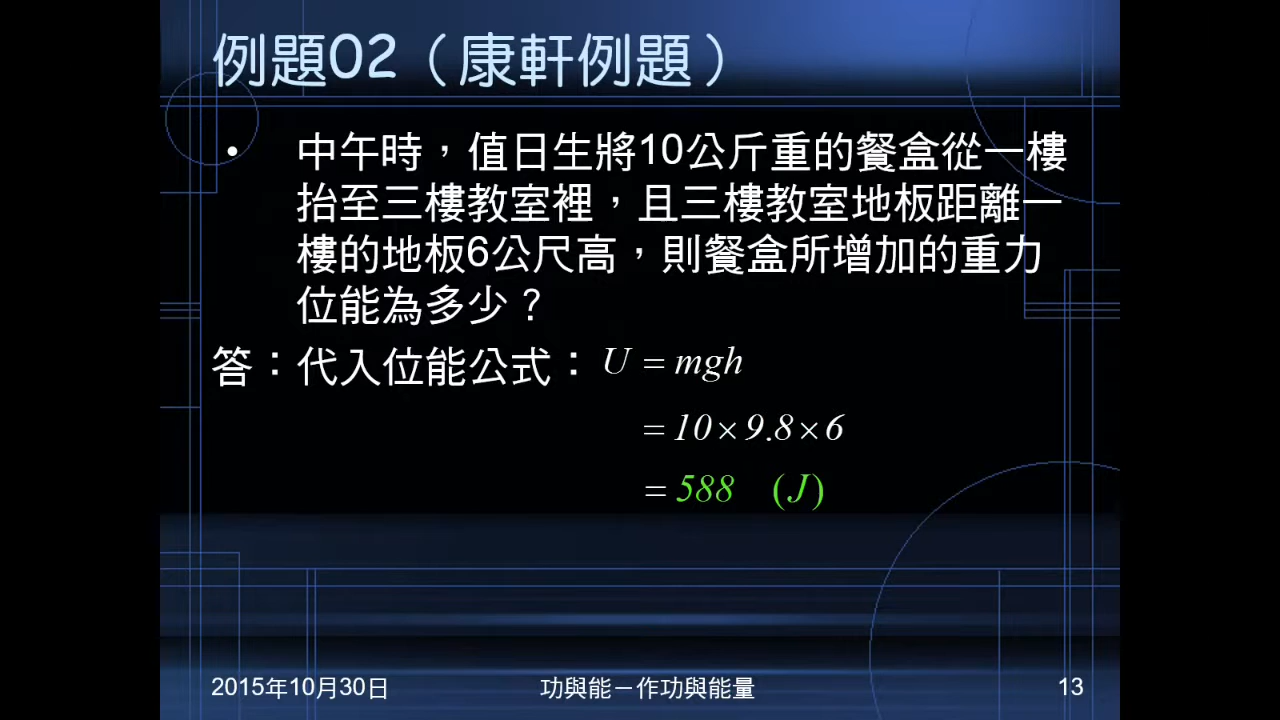 例題02（康軒例題）
• 中午時，值日生將10公斤重的餐盒從一樓
抬至三樓教室裡，且三樓教室地板距離一
樓的地板6公尺高，則餐盒所增加的重力
位能為多少？
答：代入位能公式： U = mgh
= 10 × 9.8 × 6
= 588 (J)
2015年10月30日 功與能－作功與能量 13